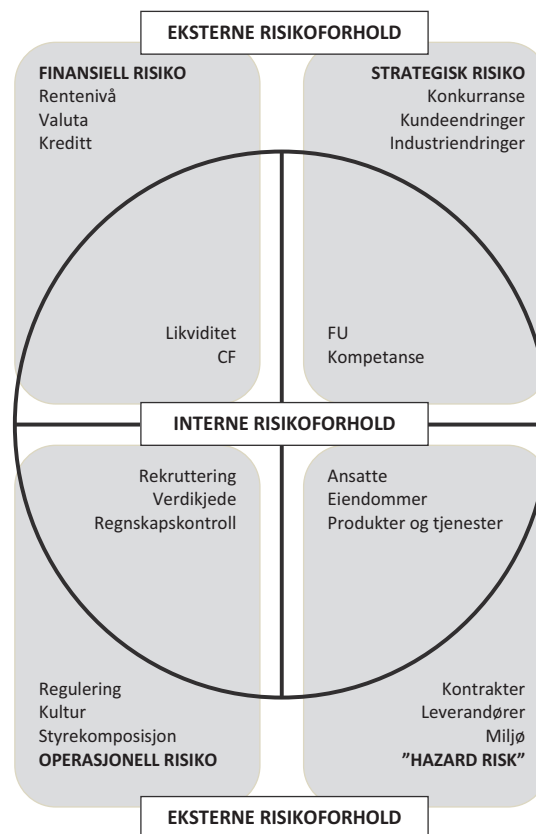 EKSTERNE RISIKOFORHOLD
FINANSIELL RISIKO
Rentenivå
Valuta
Kreditt
STRATEGISK RISIKO
Konkurranse
Kundeendringer
Industriendringer
Likviditet
CF
FU
Kompetanse
INTERNE RISIKOFORHOLD
Rekruttering
Verdikjede
Regnskapskontroll
Ansatte
Eiendommer
Produkter og tjenester
Regulering
Kultur
Styrekomposisjon
OPERASJONELL RISIKO
Kontrakter
Leverandører
Miljø
”HAZARD RISK”
EKSTERNE RISIKOFORHOLD